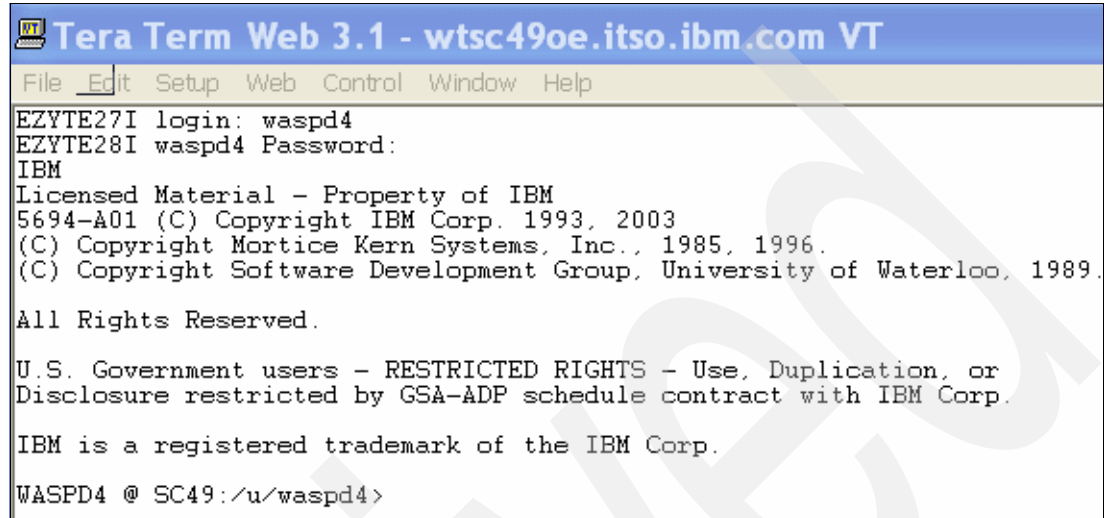 Tera Term Web 3.1 - wtsc49oe.itso.ibm.com VT
File Edit Setup Web Control Window Help
EZYTE27I login: waspd4
EZYTE28I waspd4 Password:
IBM
Licensed Material - Property of IBM
5694-A01 (C) Copyright IBM Corp. 1993, 2003
(C) Copyright Mortice Kern Systems, Inc., 1985, 1996.
(C) Copyright Software Development Group, University of Waterloo, 1989.
All Rights Reserved.
U.S. Government users - RESTRICTED RIGHTS - Use, Duplication, or
Disclosure restricted by GSA-ADP schedule contract with IBM Corp.
IBM is a registered trademark of the IBM Corp.
WASPD4 @ SC49:/u/waspd4>